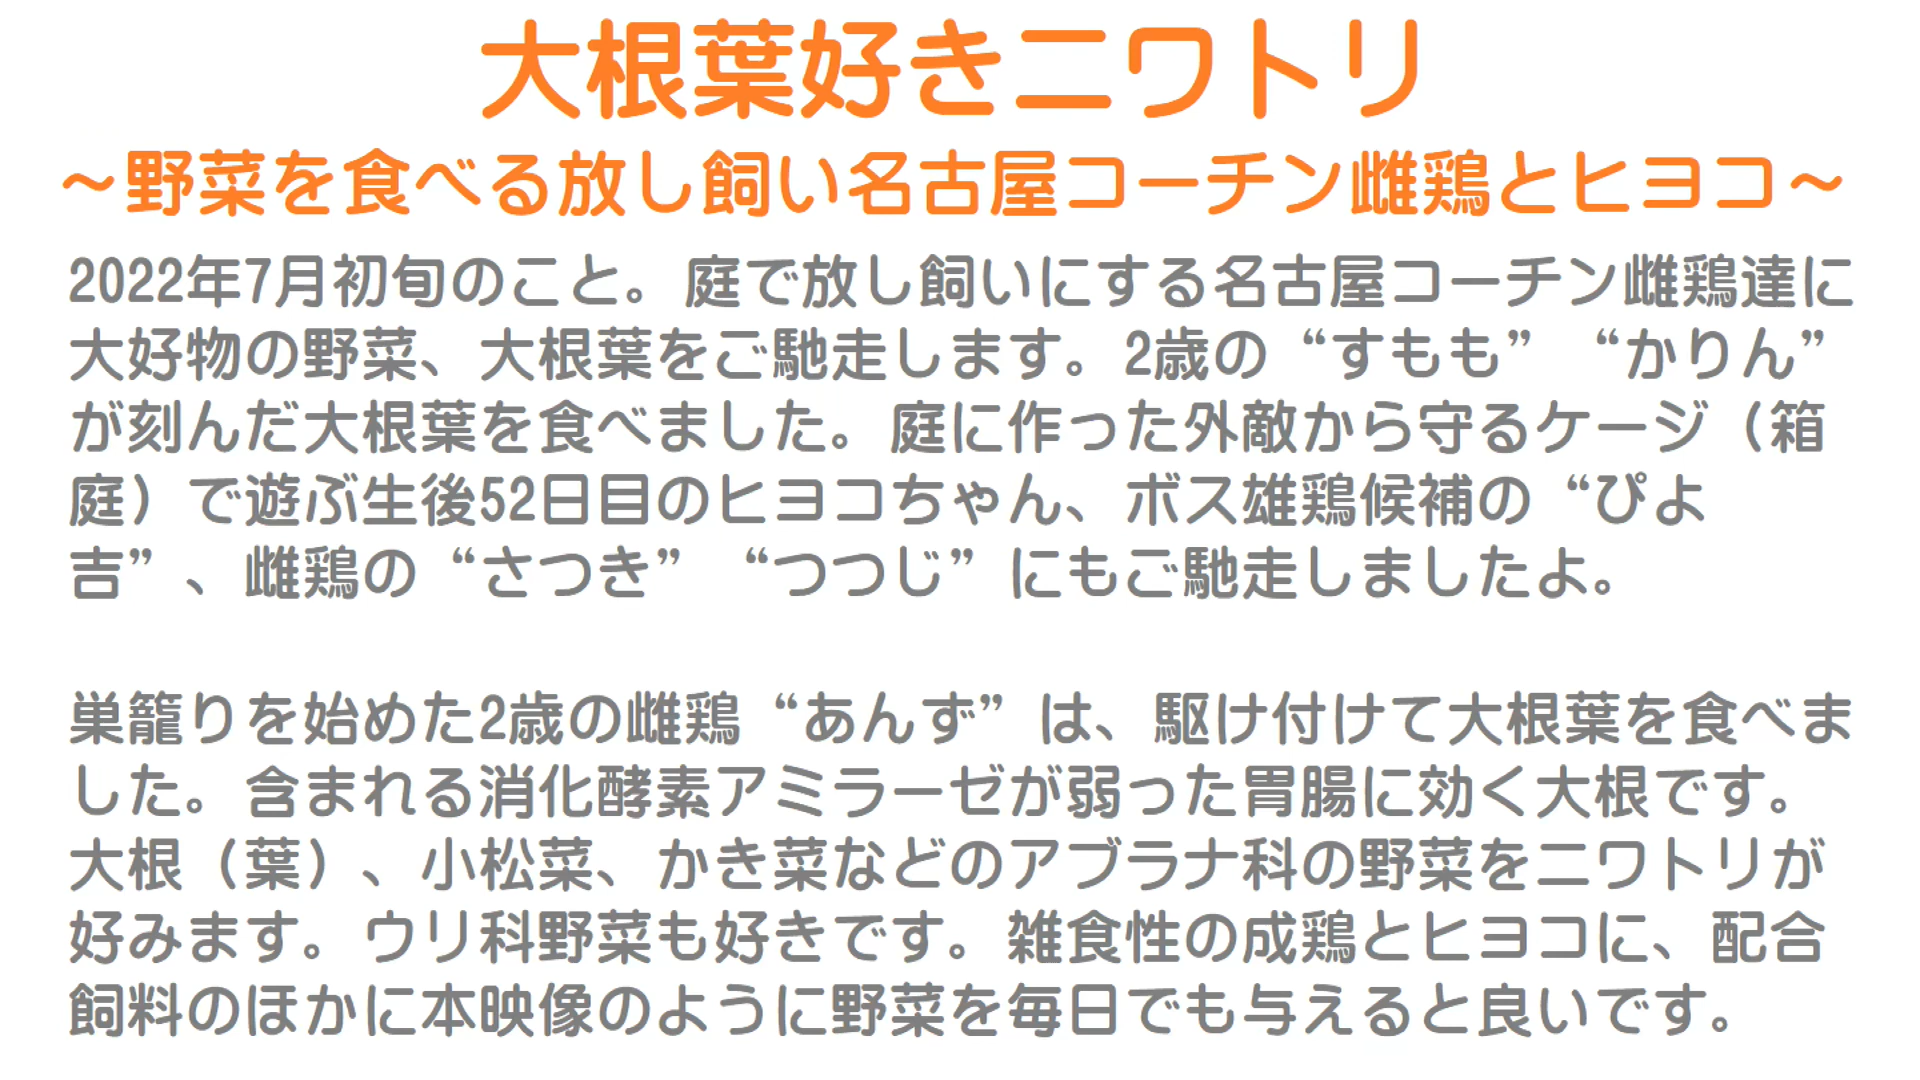 大根葉好きニワトリ
～野菜を食べる放し飼い名古屋コーチン雌鶏とヒヨコ～
2022年7月初旬のこと。庭で放し飼いにする名古屋コーチン雌鶏達に
大好物の野菜、大根葉をご馳走します。2歳の“すもも”“かりん”
が刻んだ大根葉を食べました。庭に作った外敵から守るケージ（箱
庭）で遊ぶ生後52日目のヒヨコちゃん、ボス雄鶏候補の“ぴよ
吉”、雌鶏の“さつき”“つつじ”にもご馳走しましたよ。
巣籠りを始めた2歳の雌鶏“あんず”は、駆け付けて大根葉を食べま
した。含まれる消化酵素アミラーゼが弱った胃腸に効く大根です。
大根（葉）、小松菜、かき菜などのアブラナ科の野菜をニワトリが
好みます。ウリ科野菜も好きです。雑食性の成鶏とヒヨコに、配合
飼料のほかに本映像のように野菜を毎日でも与えると良いです。